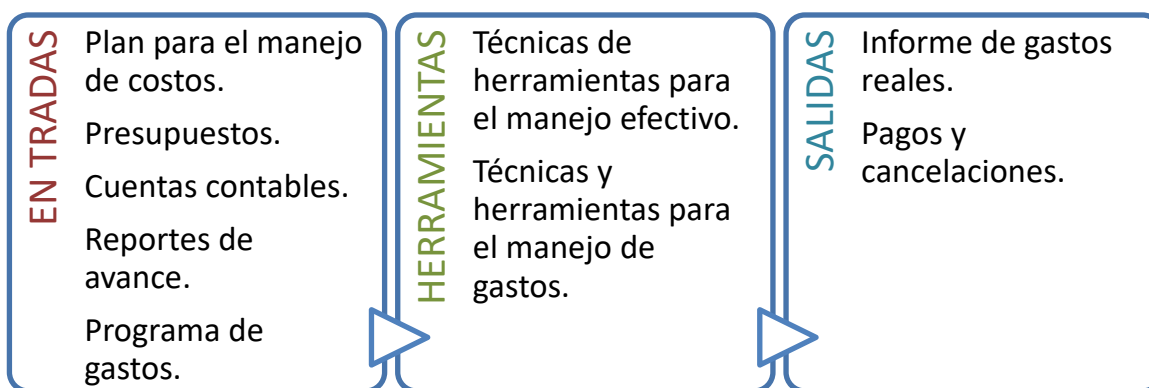 EN TRADAS
Plan para el manejo
de costos.
Presupuestos.
Cuentas contables.
Reportes de
avance.
Programa de
gastos.
HERRAMIENTAS
Técnicas de
herramientas para
el manejo efectivo.
Técnicas y
herramientas para
el manejo de
gastos.
SALIDAS
Informe de gastos
reales.
Pagos y
cancelaciones.